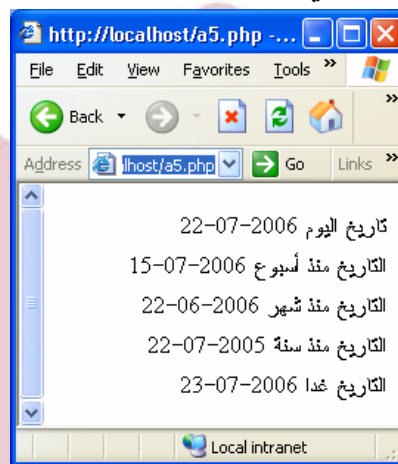 http://localhost/a5.php -...
File Edit View Favorites Tools »
Back »
Address lhost/a5.php Go Links »
تاريخ اليوم 22-07-2006
التاريخ منذ أسبوع 15-07-2006
التاريخ منذ شهر 22-06-2006
التاريخ منذ سنة 22-07-2005
التاريخ غدا 23-07-2006
Local intranet